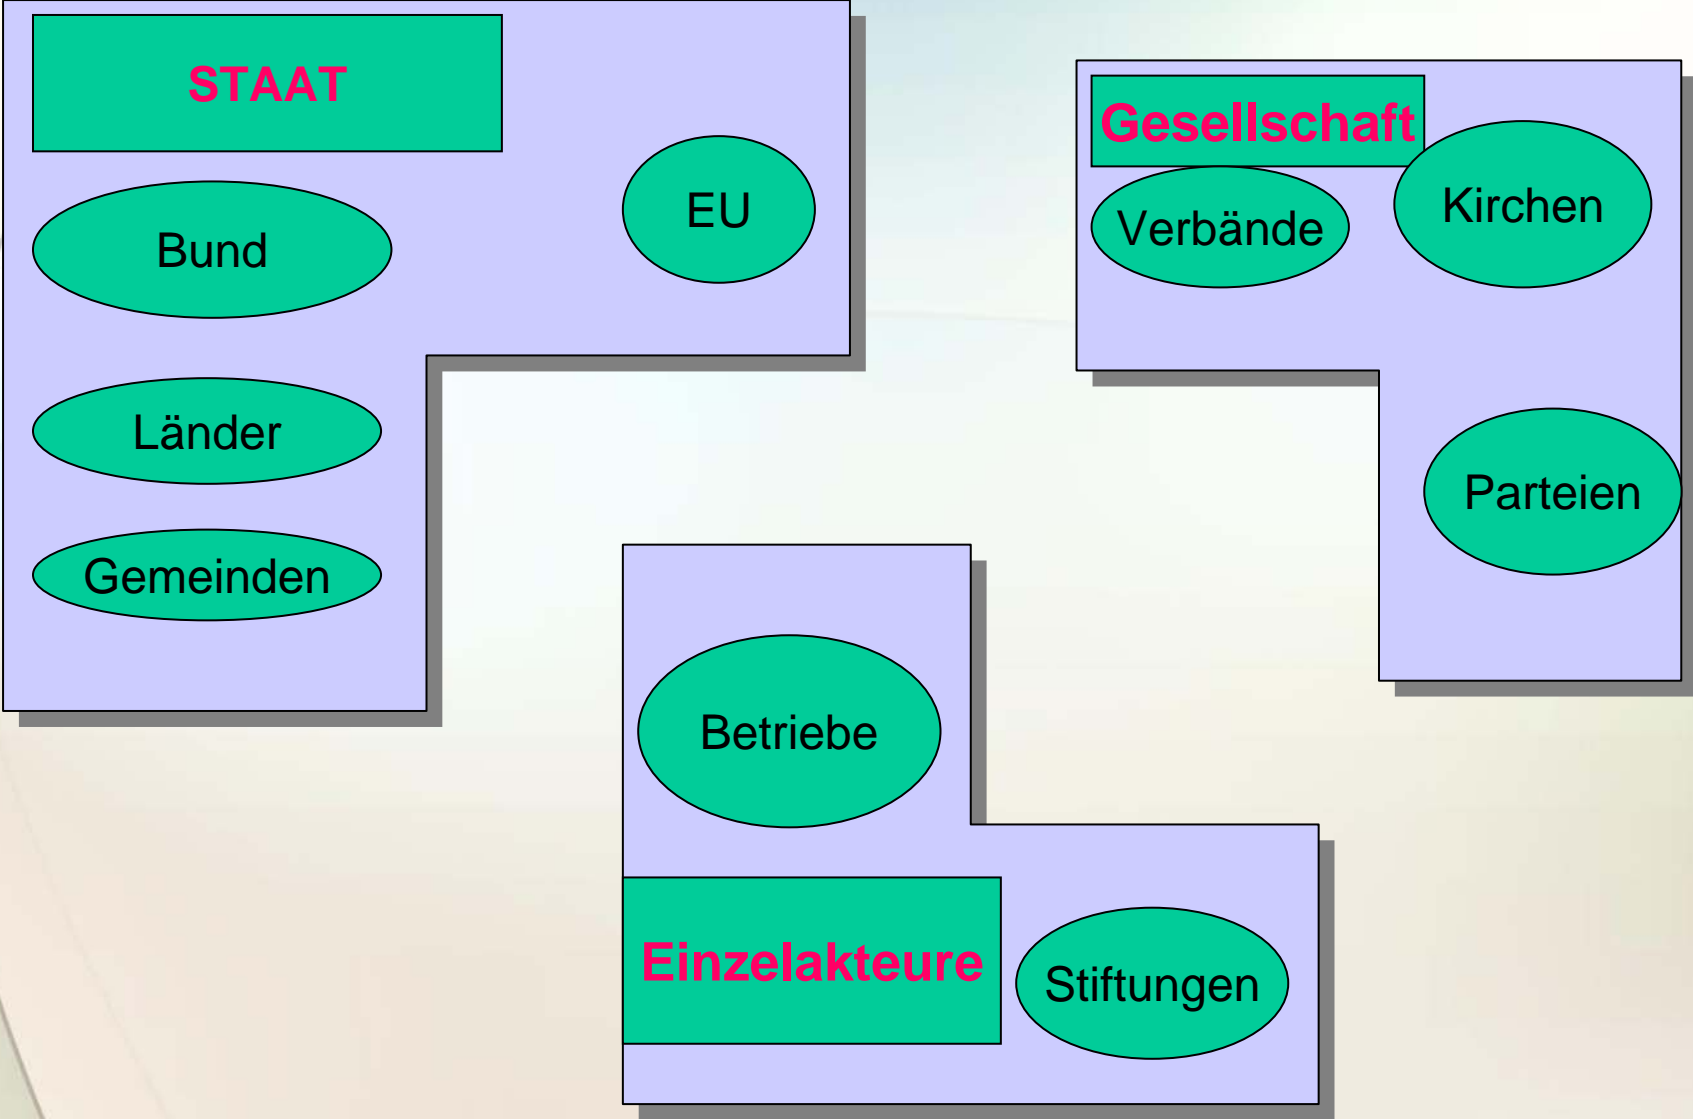 STAAT
Bund
EU
Länder
Gemeinden
Gesellschaft
Verbände
Kirchen
Parteien
Betriebe
Einzelakteure
Stiftungen